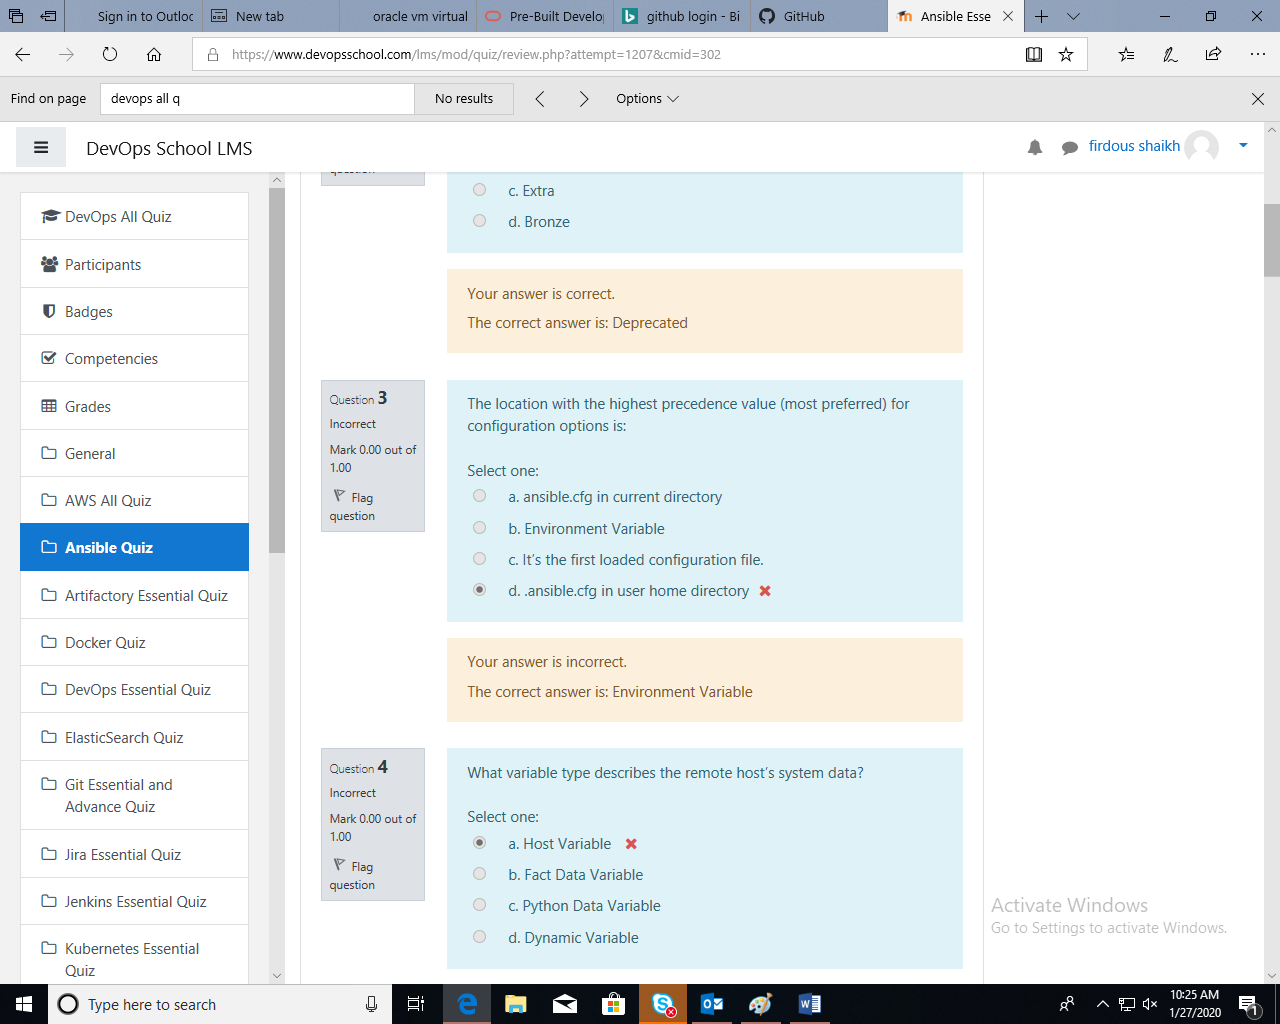 Sign in to Outloc
New tab
oracle vm virtual
Pre-Built Develo
github login - Bi
GitHub
Ansible Esse
https://www.devopsschool.com/lms/mod/quiz/review.php?attempt=1207&cmid=302
Find on page
devops all q
No results
Options
DevOps School LMS
firdous shaikh
DevOps All Quiz
Participants
Badges
Competencies
Grades
General
AWS All Quiz
Ansible Quiz
Artifactory Essential Quiz
Docker Quiz
DevOps Essential Quiz
ElasticSearch Quiz
Git Essential and
Advance Quiz
Jira Essential Quiz
Jenkins Essential Quiz
Kubernetes Essential
Quiz
question
c. Extra
d. Bronze
Your answer is correct.
The correct answer is: Deprecated
Question 3
Incorrect
Mark 0.00 out of
1.00
Flag
question
The location with the highest precedence value (most preferred) for
configuration options is:
Select one:
a. ansible.cfg in current directory
b. Environment Variable
c. It's the first loaded configuration file.
d. .ansible.cfg in user home directory
Your answer is incorrect.
The correct answer is: Environment Variable
Question 4
Incorrect
Mark 0.00 out of
1.00
Flag
question
What variable type describes the remote host's system data?
Select one:
a. Host Variable
b. Fact Data Variable
c. Python Data Variable
d. Dynamic Variable
Activate Windows
Go to Settings to activate Windows.
Type here to search
10:25 AM
1/27/2020
1